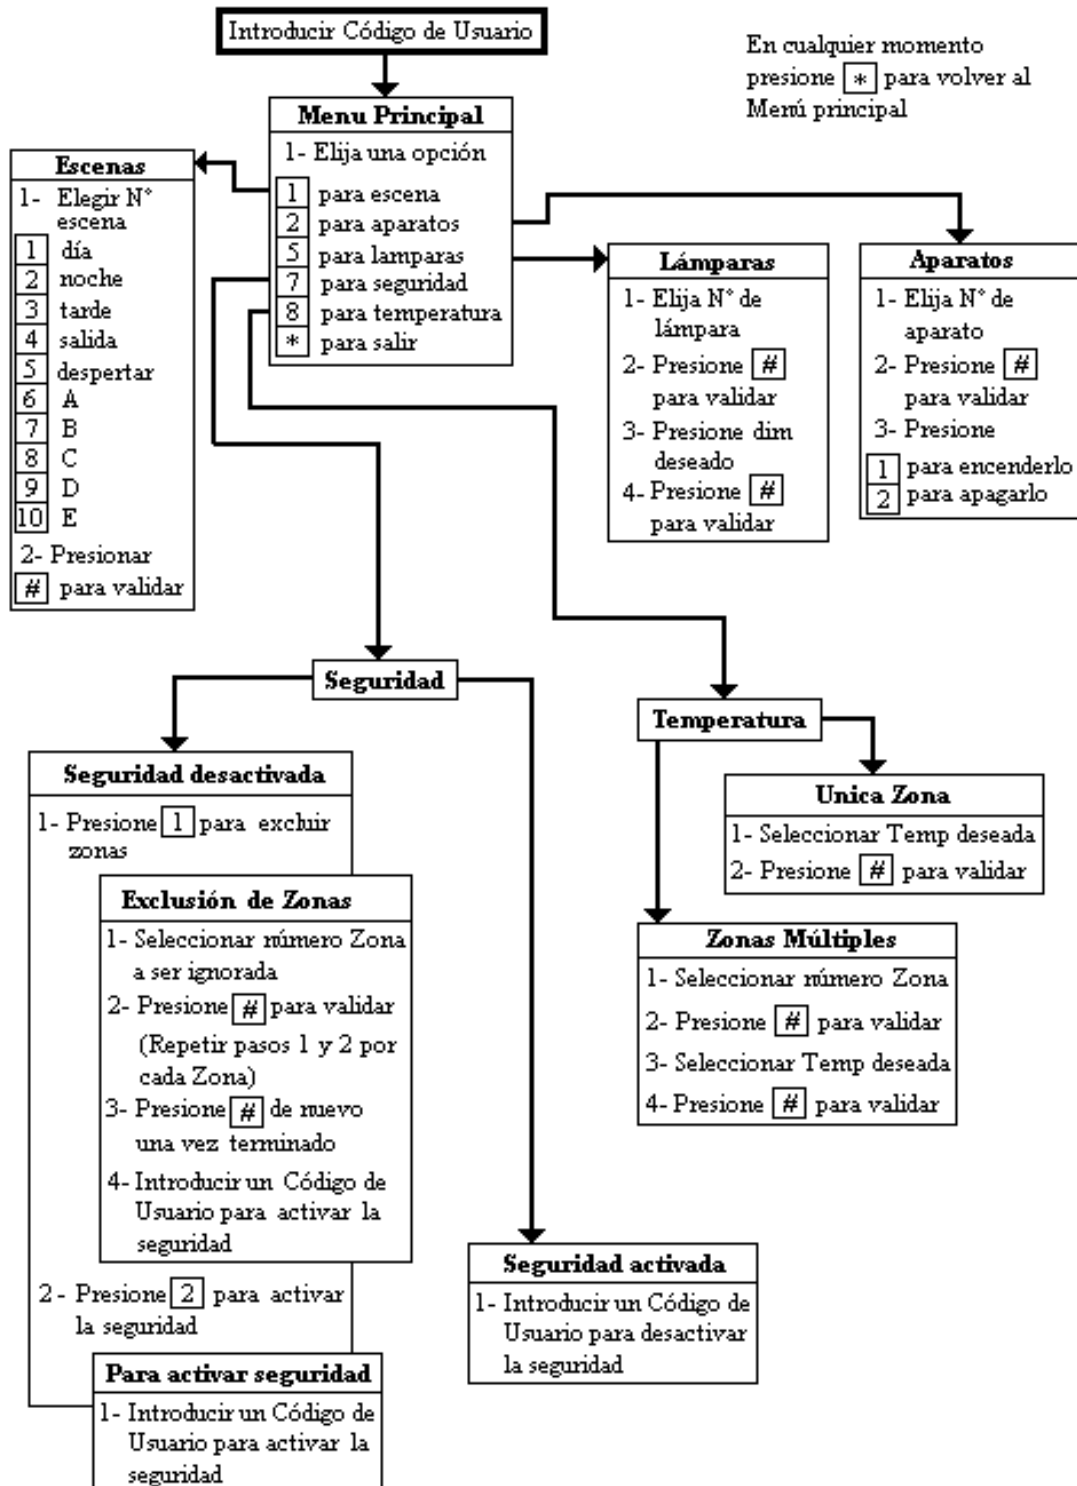 Introducir Código de Usuario
En cualquier momento
presione * para volver al
Menú principal
Menu Principal
1- Elija una opción
1 para escena
2 para aparatos
5 para lamparas
7 para seguridad
8 para temperatura
* para salir
Escenas
1- Elegir N°
escena
1 día
2 noche
3 tarde
4 salida
5 despertar
6 A
7 B
8 C
9 D
10 E
2- Presionar
# para validar
Lámparas
1- Elija N° de
lámpara
2- Presione #
para validar
3- Presione dim
deseado
4- Presione #
para validar
Aparatos
1- Elija N° de
aparato
2- Presione #
para validar
3- Presione
1 para encenderlo
2 para apagarlo
Seguridad
Temperatura
Seguridad desactivada
1- Presione 1 para excluir
zonas
Exclusión de Zonas
1- Seleccionar número Zona
a ser ignorada
2- Presione # para validar
(Repetir pasos 1 y 2 por
cada Zona)
3- Presione # de nuevo
una vez terminado
4- Introducir un Código de
Usuario para activar la
seguridad
2- Presione 2 para activar
la seguridad
Para activar seguridad
1- Introducir un Código de
Usuario para activar la
seguridad
Seguridad activada
1- Introducir un Código de
Usuario para desactivar
la seguridad
Unica Zona
1- Seleccionar Temp deseada
2- Presione # para validar
Zonas Múltiples
1- Seleccionar número Zona
2- Presione # para validar
3- Seleccionar Temp deseada
4- Presione # para validar